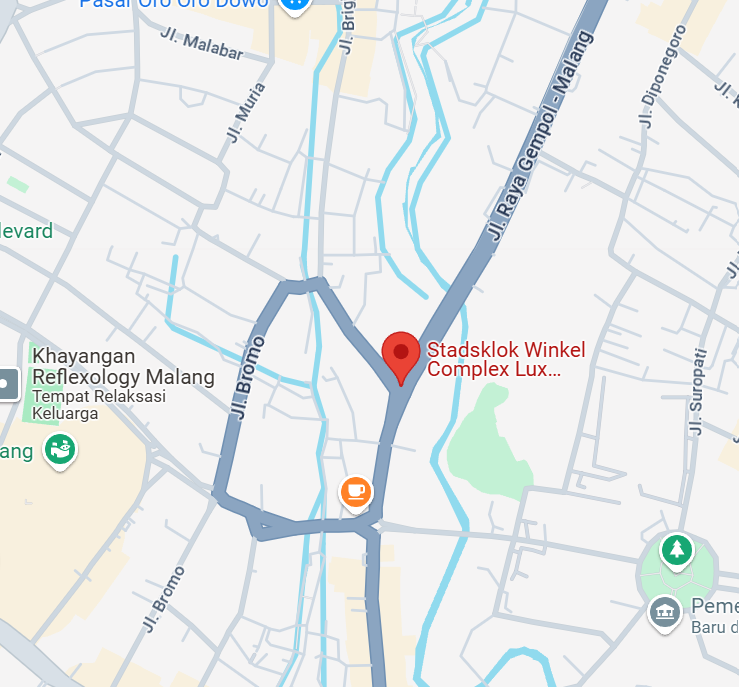 Pasar Oro Oro Dowo
Jl. Brig
Jl. Malabar
Jl. Muria
Jl. Raya Gempol - Malang
Jl. Diponegoro
levard
Stadsklok Winkel
Complex Lux...
Khayangan
Reflexology Malang
Tempat Relaksasi
Keluarga
Jl. Bromo
Jl. Suropati
ang
Jl. Bromo
Peme
Baru d